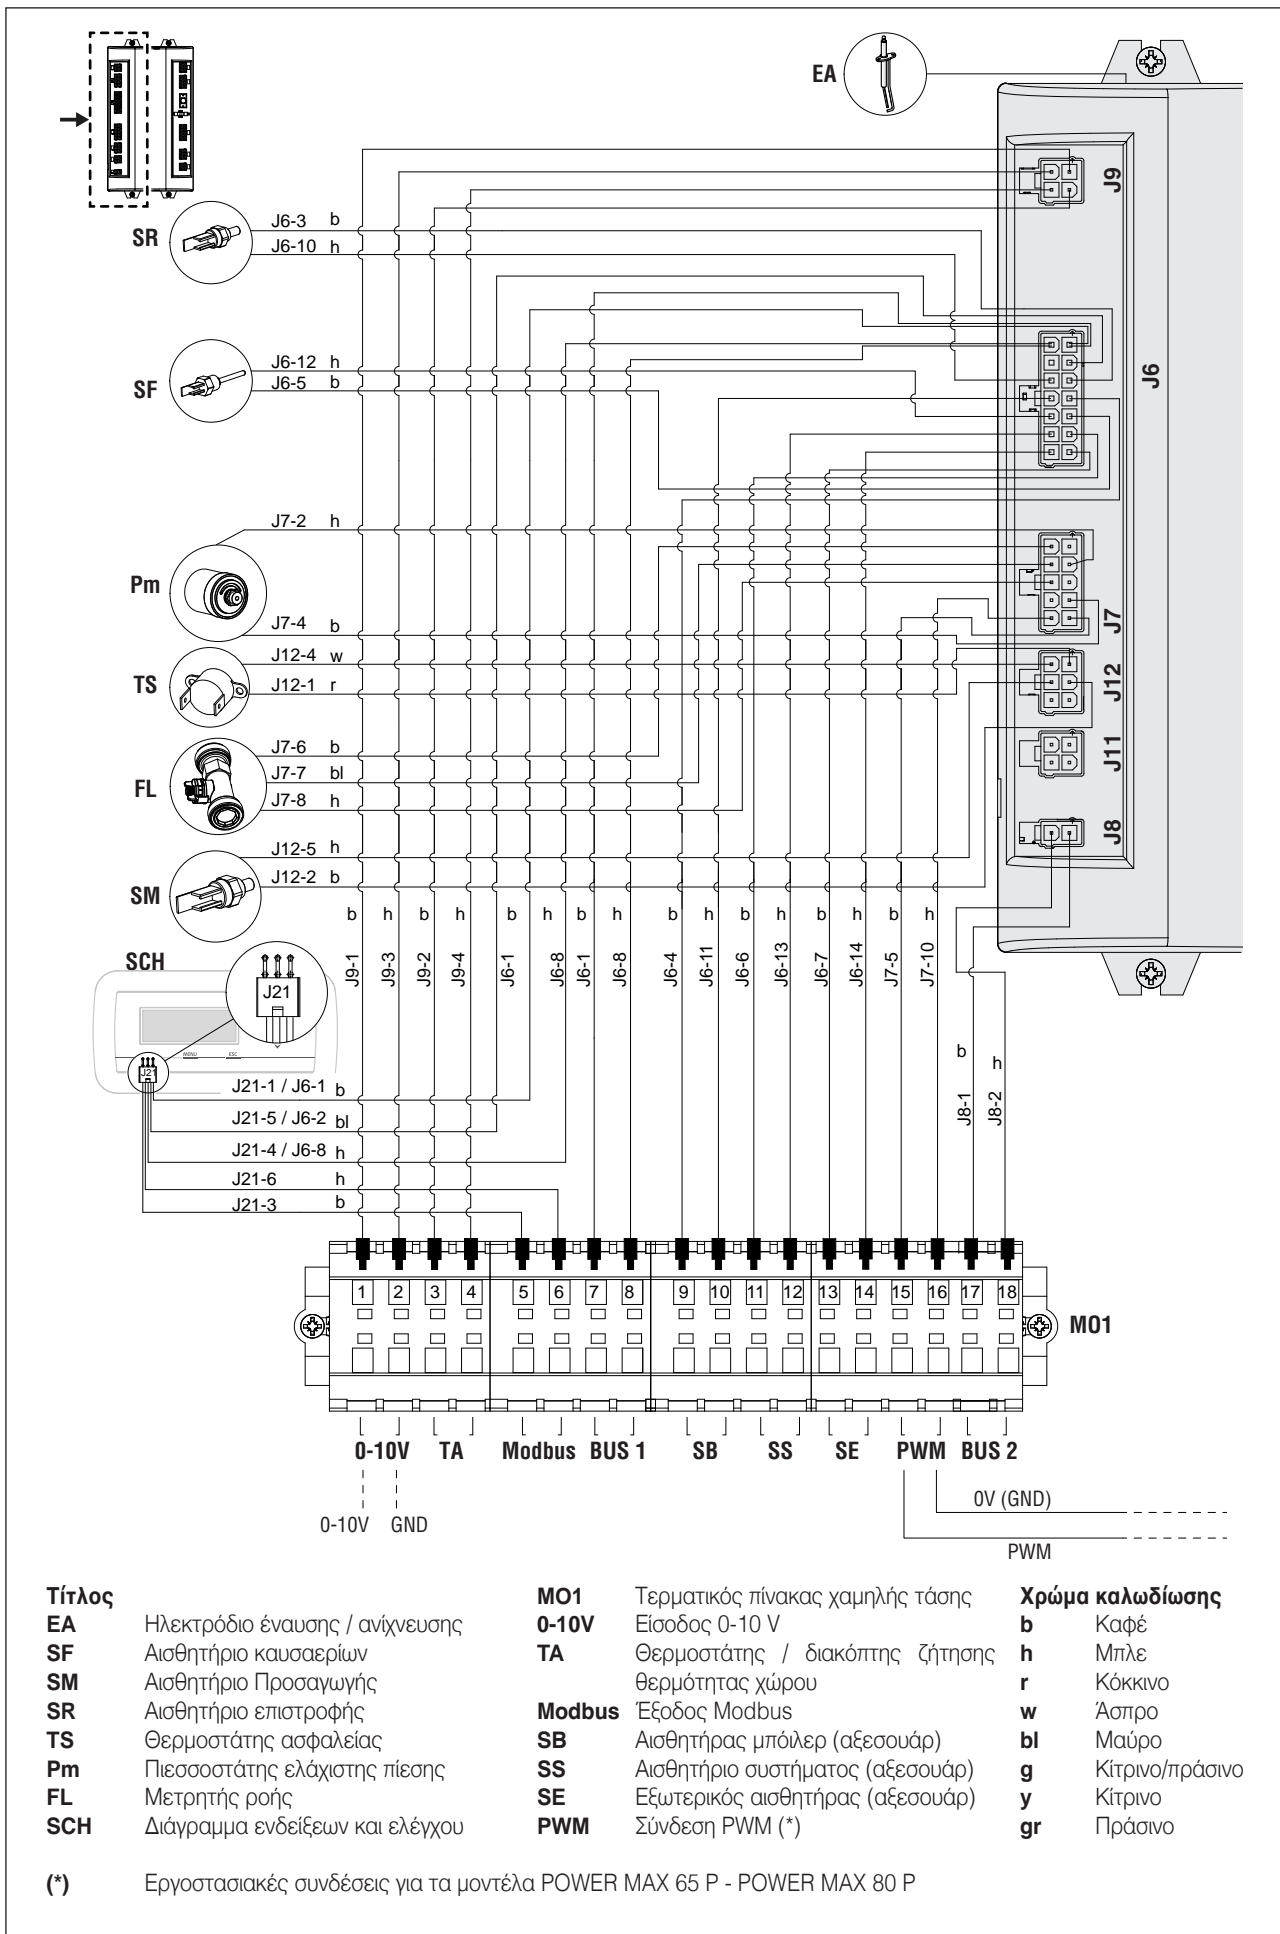 EA
J9
SR
J6-3 b
J6-10 h
J6
SF
J6-12 h
J6-5 b
Pm
J7-2 h
J7-4 b
J7
TS
J12-4 w
J12-1 r
J12
FL
J7-6 b
J7-7 bl
J7-8 h
J11
J8
SM
J12-5 h
J12-2 b
b h b h b h b h b h b h b h b h
J9-1 J9-3 J9-2 J9-4 J6-1 J6-8 J6-1 J6-8 J6-4 J6-11 J6-6 J6-13 J6-7 J6-14 J7-5 J7-10
SCH
J21
MENU ESC
J21
b h
J8-1 J8-2
J21-1 / J6-1 b
J21-5 / J6-2 bl
J21-4 / J6-8 h
J21-6 h
J21-3 b
1 2 3 4 5 6 7 8 9 10 11 12 13 14 15 16 17 18
MO1
0-10V TA Modbus BUS 1 SB SS SE PWM BUS 2
0-10V GND
0V (GND)
PWM
Τίτλος
EA Ηλεκτρόδιο έναυσης / ανίχνευσης
SF Αισθητήριο καυσαερίων
SM Αισθητήριο Προσαγωγής
SR Αισθητήριο επιστροφής
TS Θερμοστάτης ασφαλείας
Pm Πιεσσοστάτης ελάχιστης πίεσης
FL Μετρητής ροής
SCH Διάγραμμα ενδείξεων και ελέγχου
MO1 Τερματικός πίνακας χαμηλής τάσης
0-10V Είσοδος 0-10 V
TA Θερμοστάτης / διακόπτης ζήτησης
θερμότητας χώρου
Modbus Έξοδος Modbus
SB Αισθητήρας μπόιλερ (αξεσουάρ)
SS Αισθητήριο συστήματος (αξεσουάρ)
SE Εξωτερικός αισθητήρας (αξεσουάρ)
PWM Σύνδεση PWM (*)
Χρώμα καλωδίωσης
b Καφέ
h Μπλε
r Κόκκινο
w Άσπρο
bl Μαύρο
g Κίτρινο/πράσινο
y Κίτρινο
gr Πράσινο
(*) Εργοστασιακές συνδέσεις για τα μοντέλα POWER MAX 65 P - POWER MAX 80 P